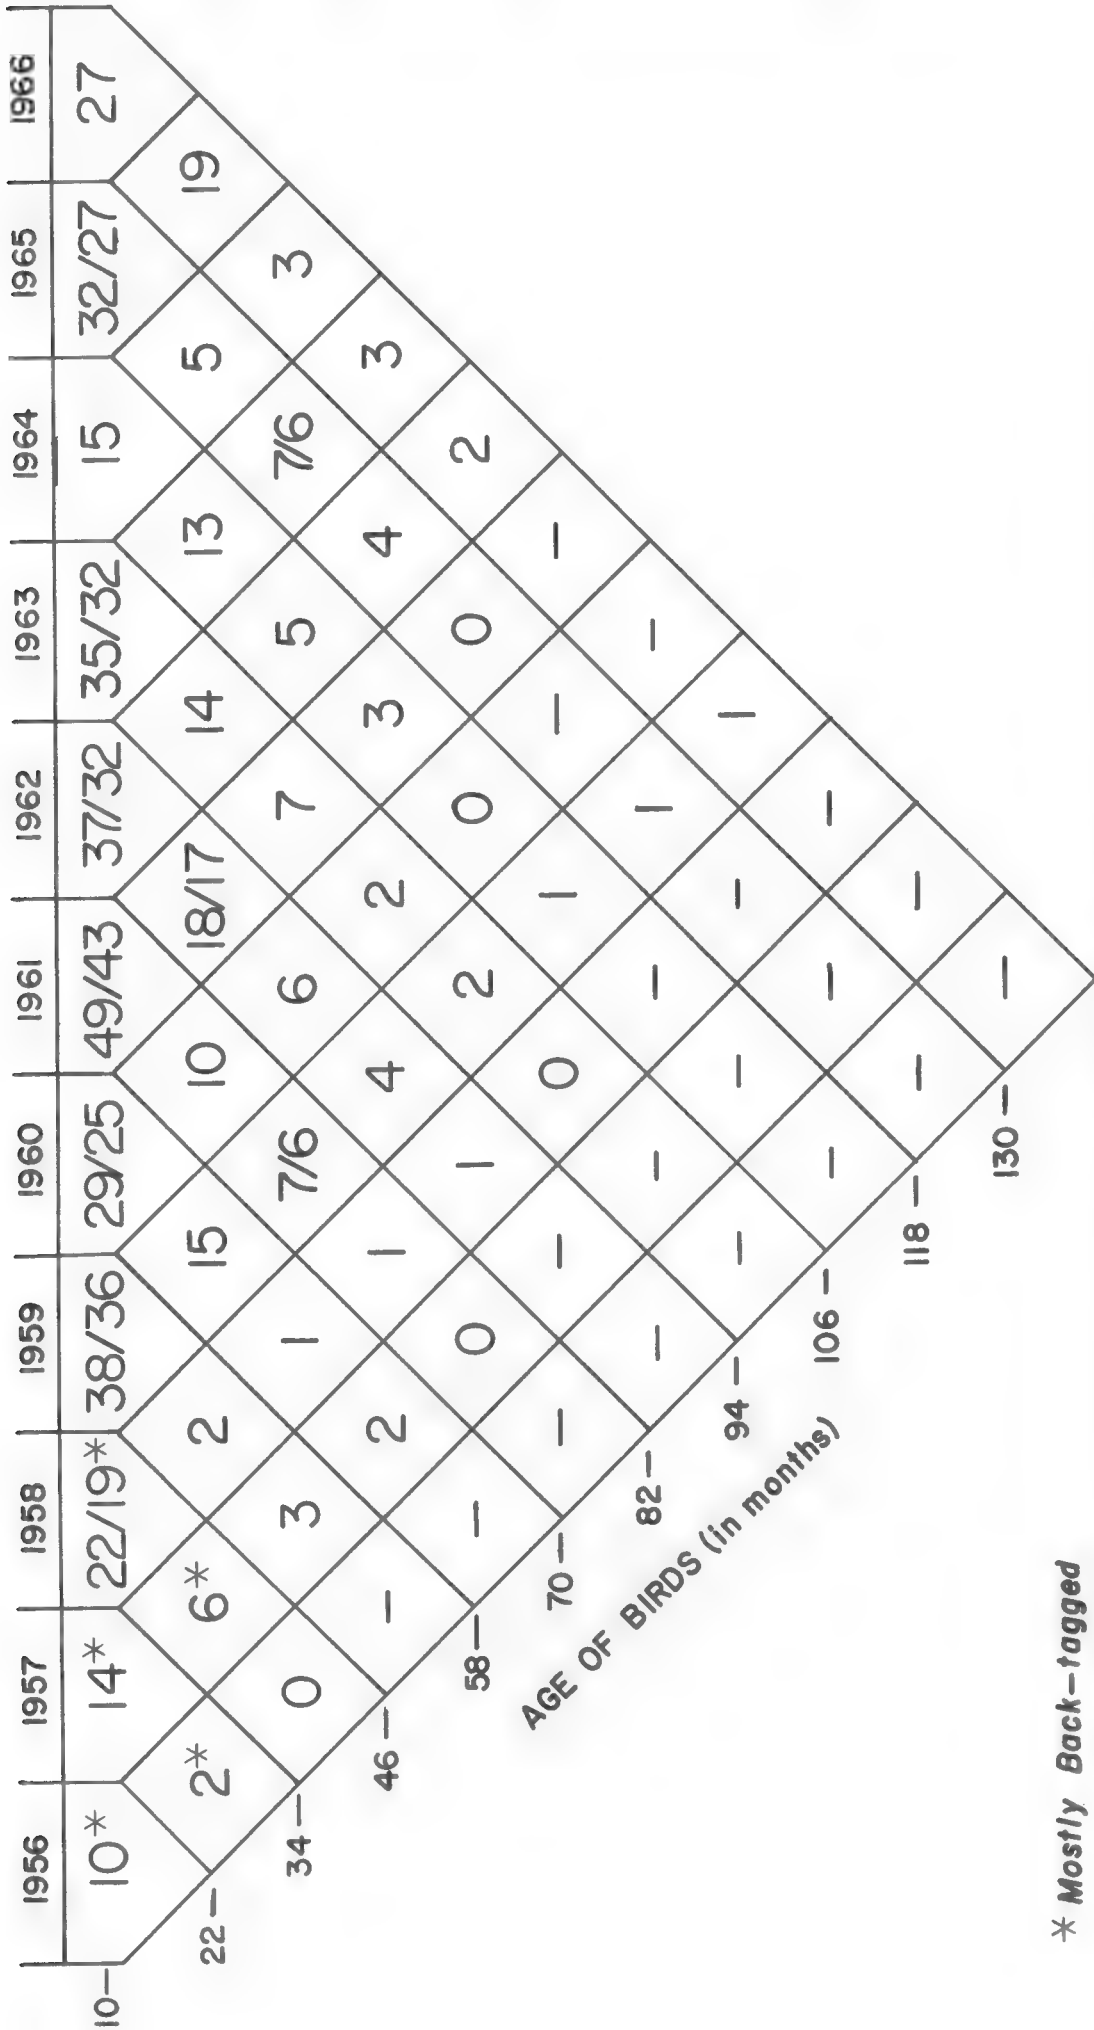 1956 1957 1958 1959 1960 1961 1962 1963 1964 1965 1966
10— 10* 14* 22/19* 38/36 29/25 49/43 37/32 35/32 15 32/27 27
22— 2* 6* 2 15 10 18/17 14 13 5 19
34— 0 3 1 7/6 6 7 5 7/6 3
46— – 2 1 4 2 3 4 3
58— – 0 1 2 0 0 2
70— – – 0 1 – –
82— – – – 1 –
94— – – – 1
106— – – –
118— – –
130— –
AGE OF BIRDS (in months)
* Mostly Back-tagged